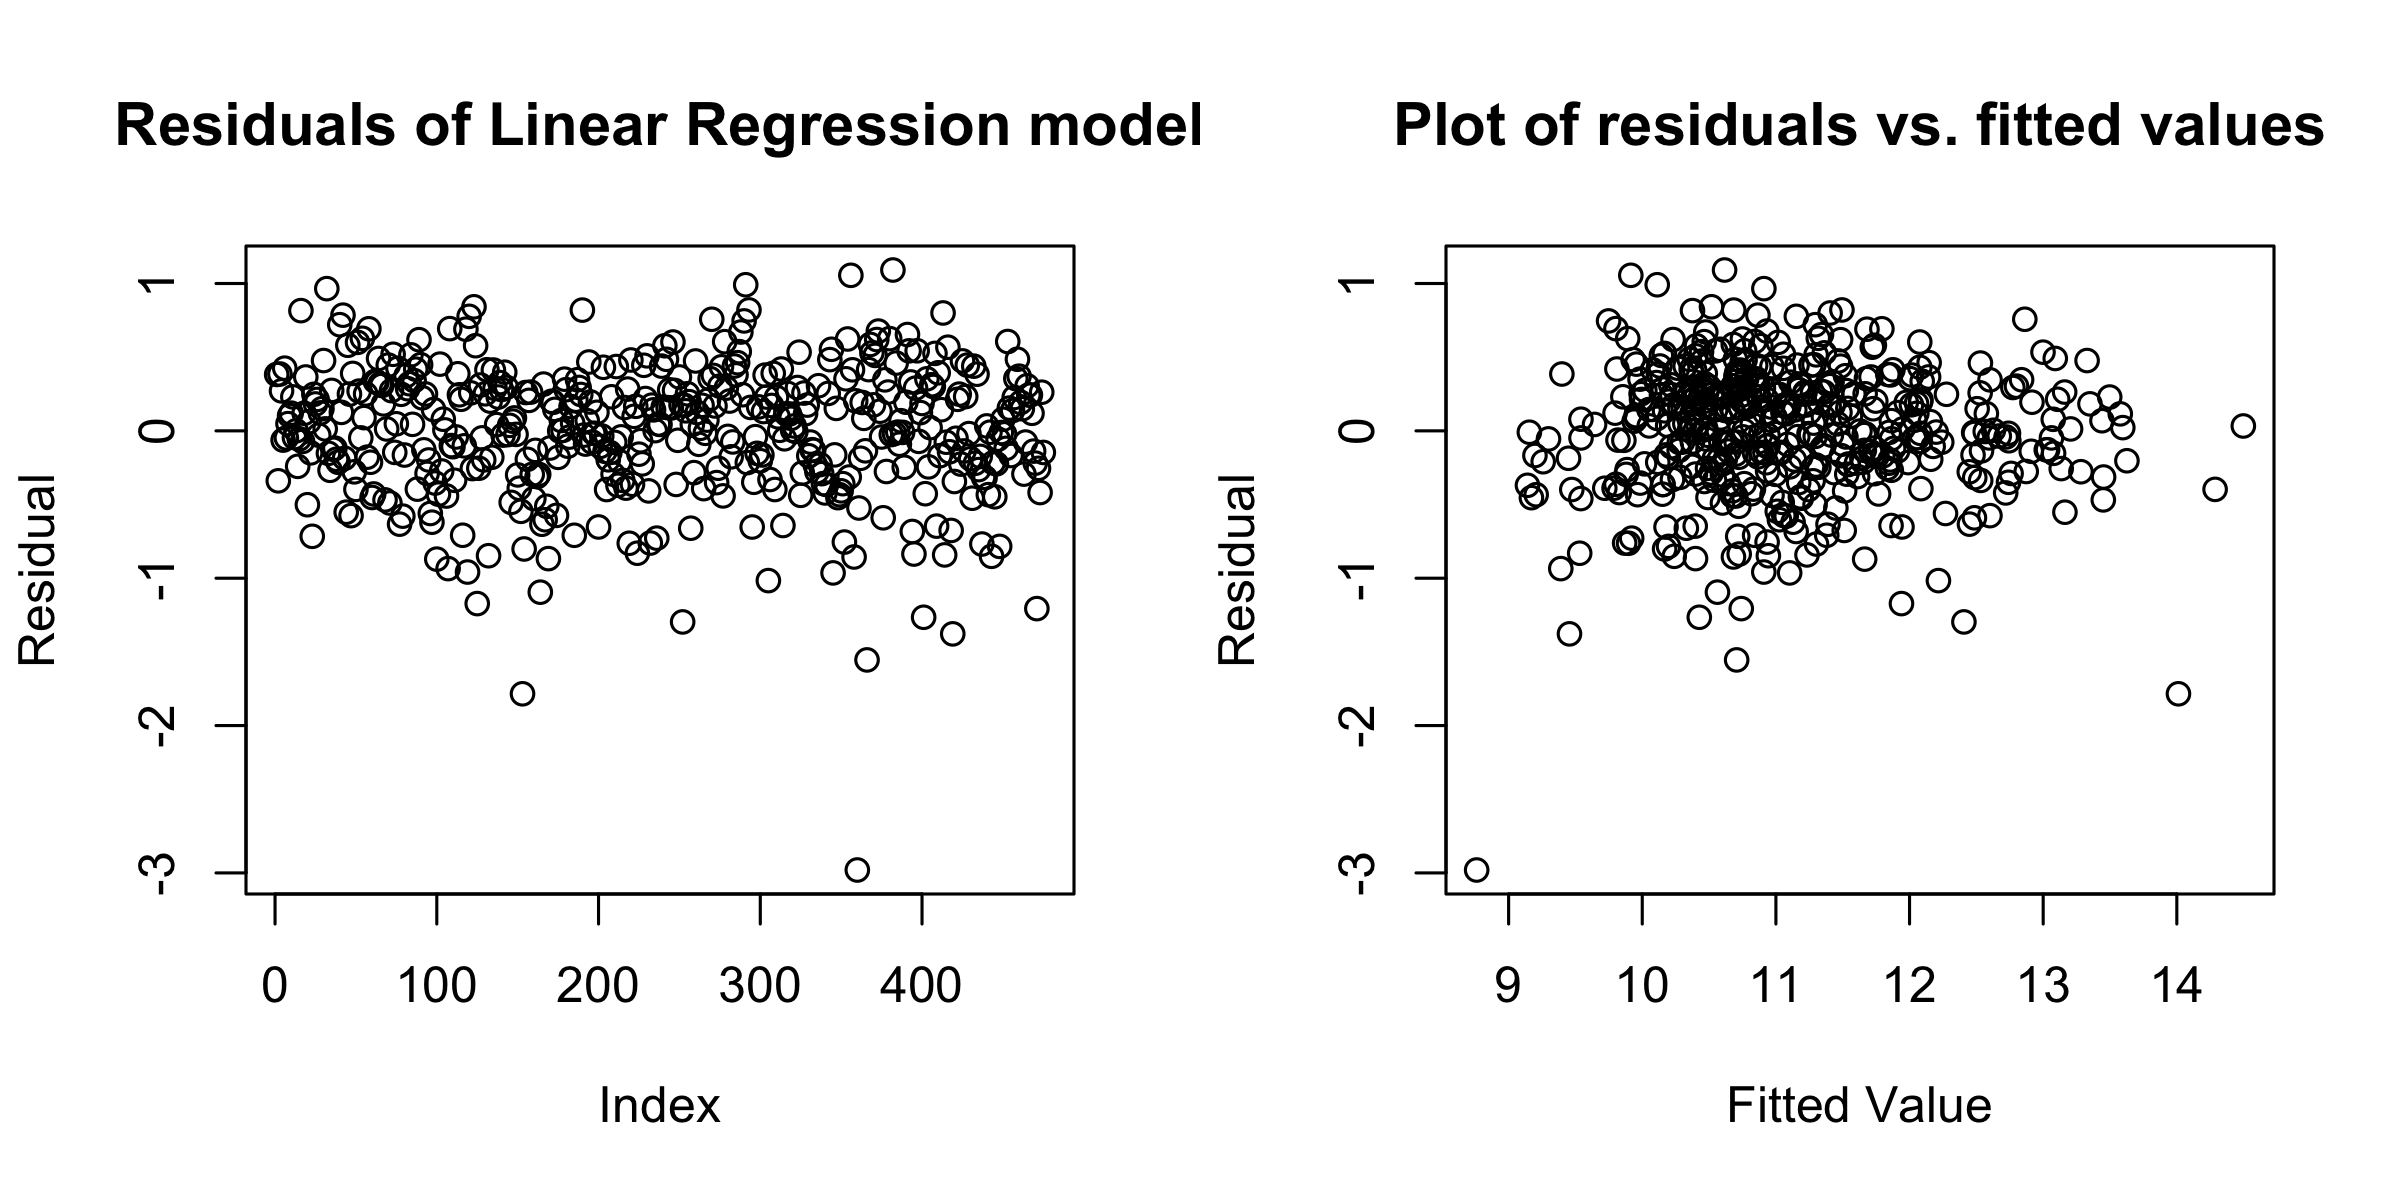 Residuals of Linear Regression model
Residual
1
0
-1
-2
-3
0 100 200 300 400
Index
Plot of residuals vs. fitted values
Residual
1
0
-1
-2
-3
9 10 11 12 13 14
Fitted Value